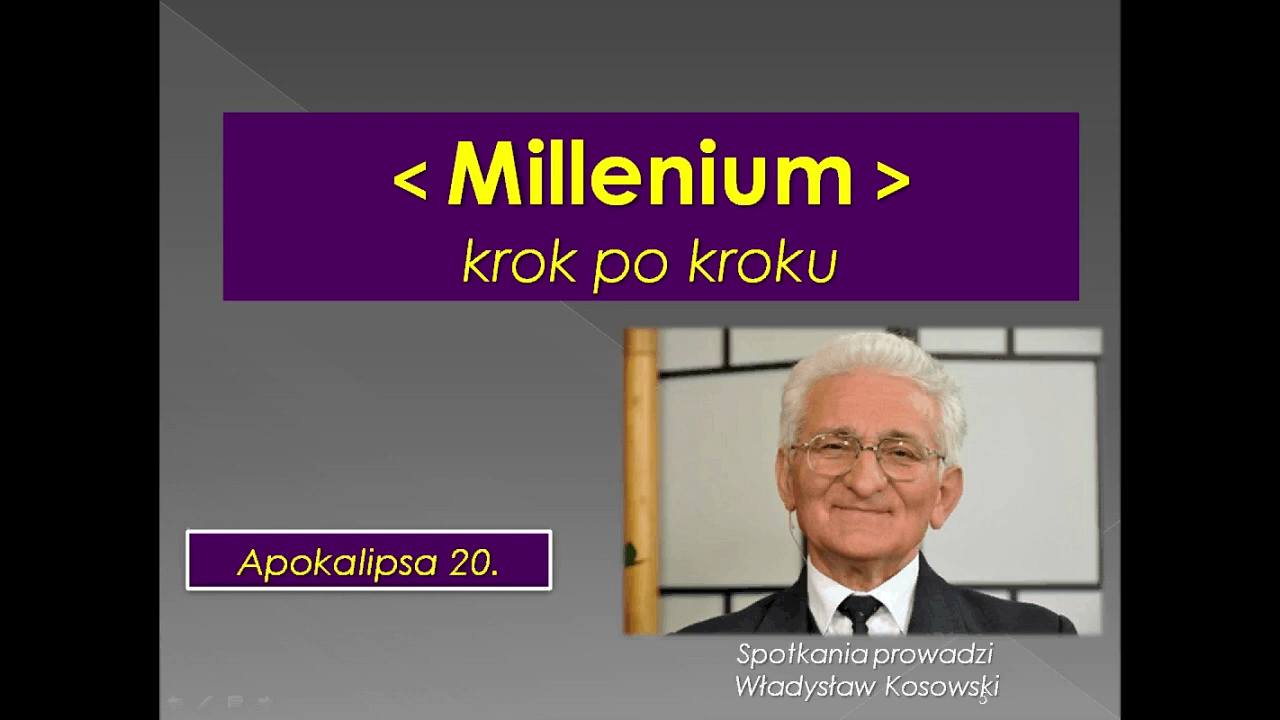 < Millenium >
krok po kroku
Apokalipsa 20.
Spotkania prowadzi
Władysław Kosowski